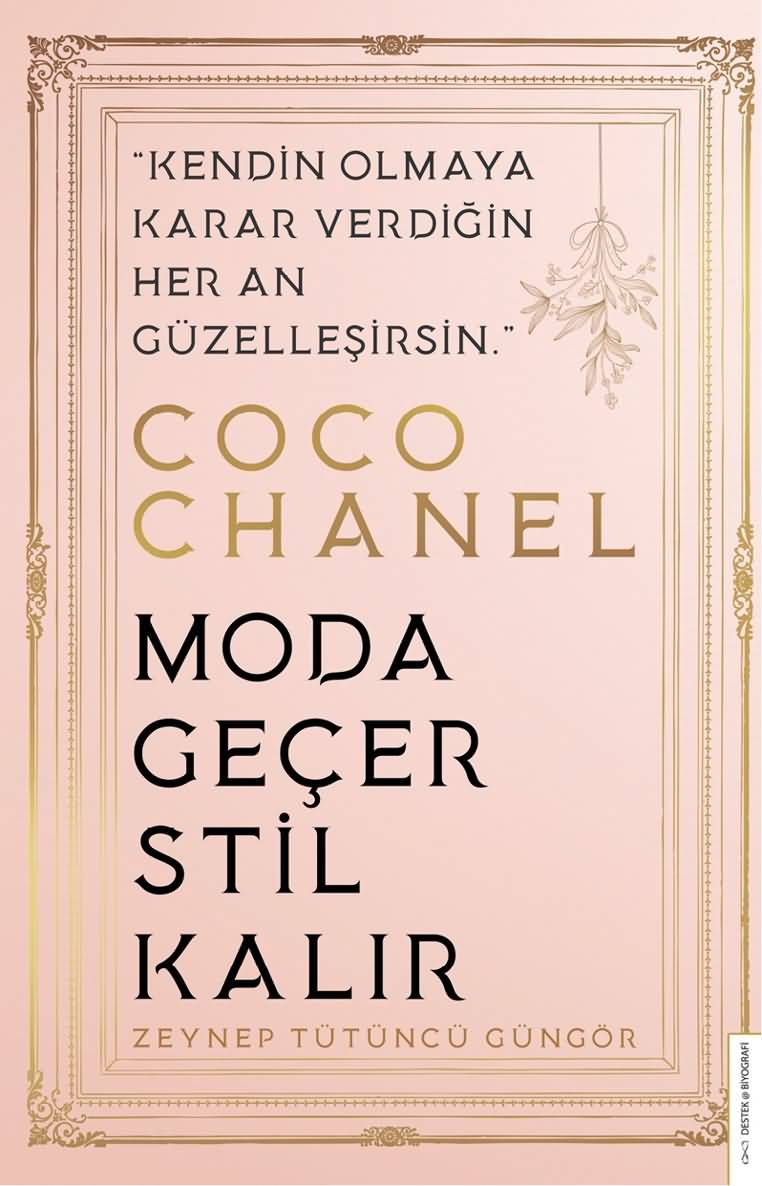 “KENDİN OLMAYA
KARAR VERDİĞİN
HER AN
GÜZELLEŞİRSİN.”
COCO
CHANEL
MODA
GEÇER
STİL
KALIR
ZEYNEP TÜTÜNCÜ GÜNGÖR
DESTEK @ BİYOGRAFİ